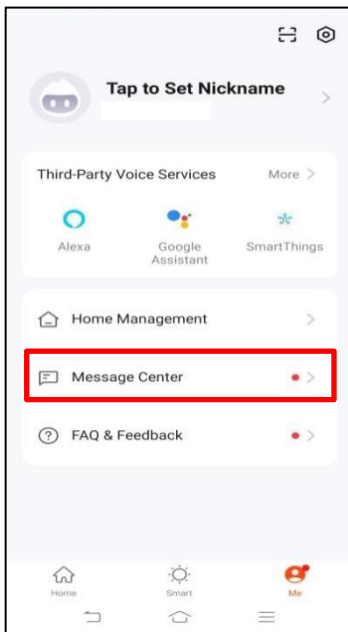 Tap to Set Nickname
Third-Party Voice Services More
Alexa
Google
Assistant
SmartThings
Home Management
Message Center
FAQ & Feedback
Home
Smart
Me